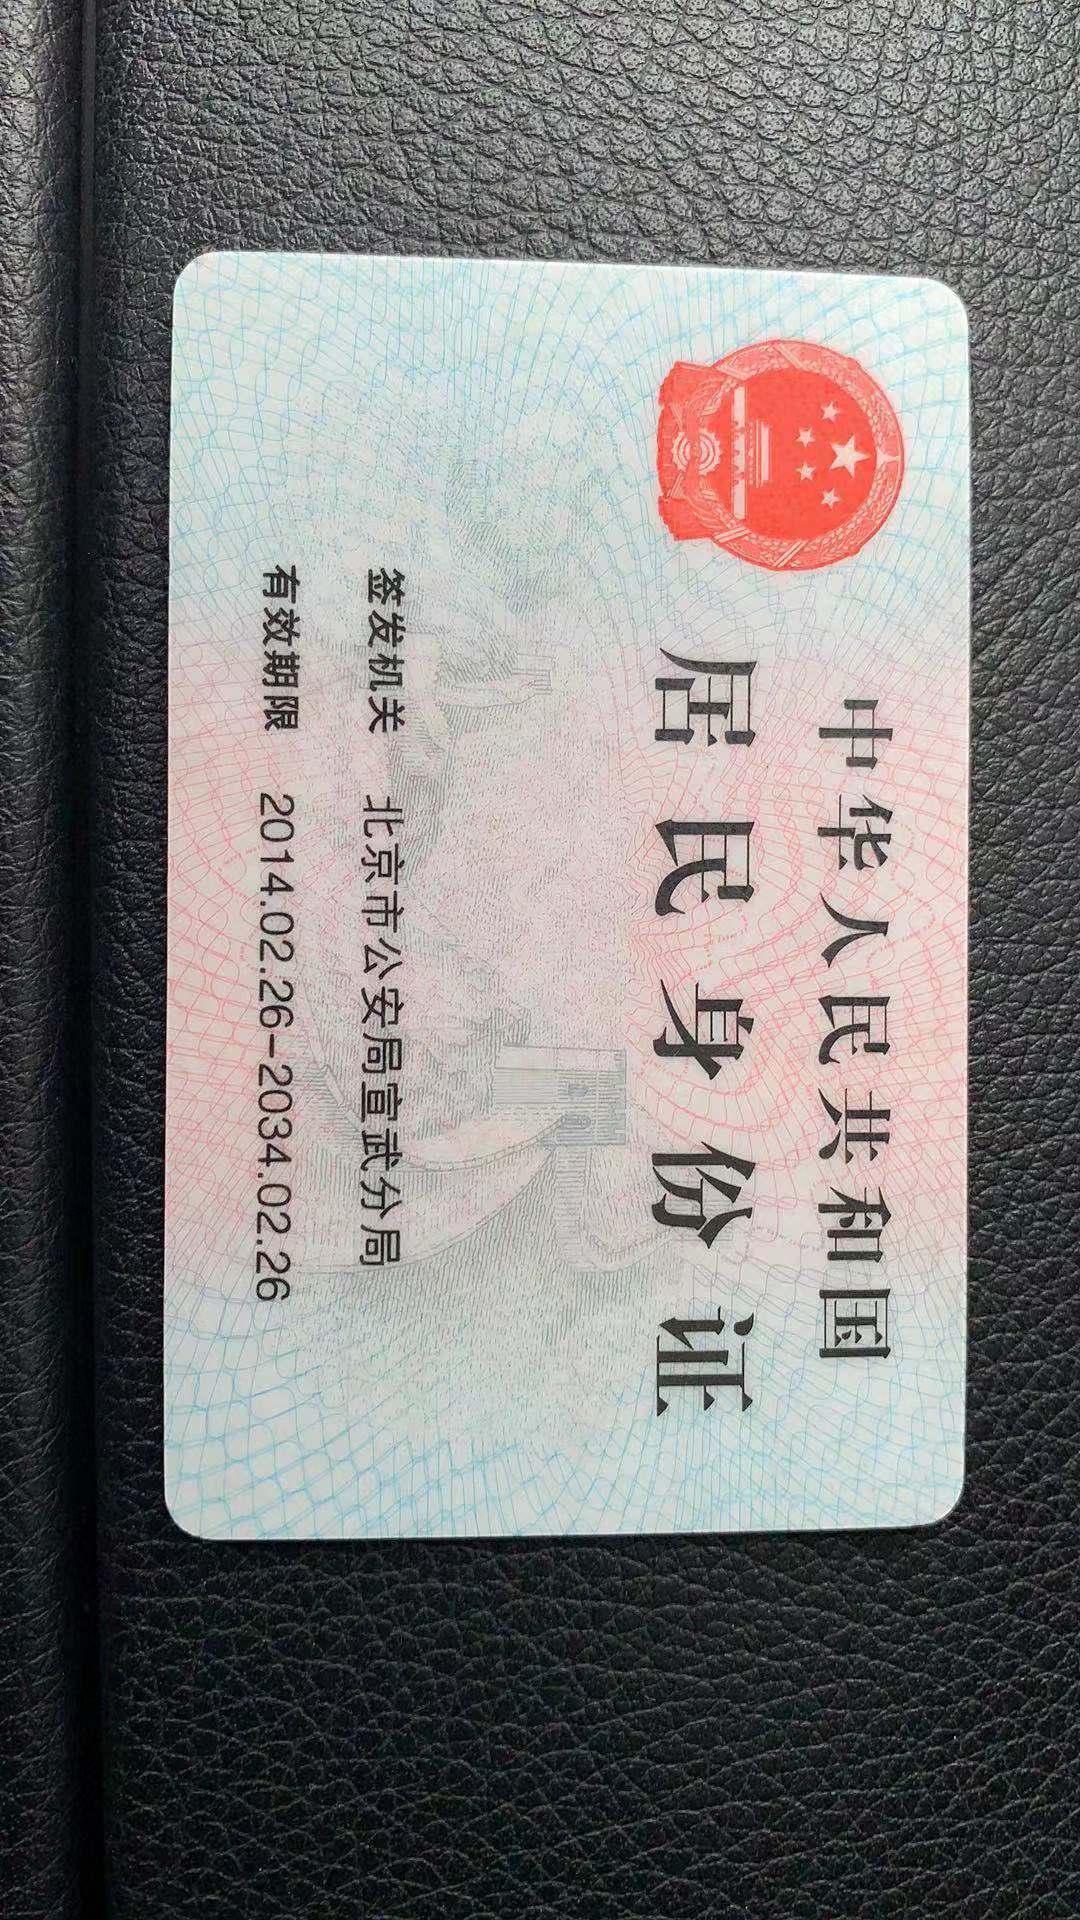 中华人民共和国
居民身份证
签发机关 北京市公安局宣武分局
有效期限 2014.02.26-2034.02.26